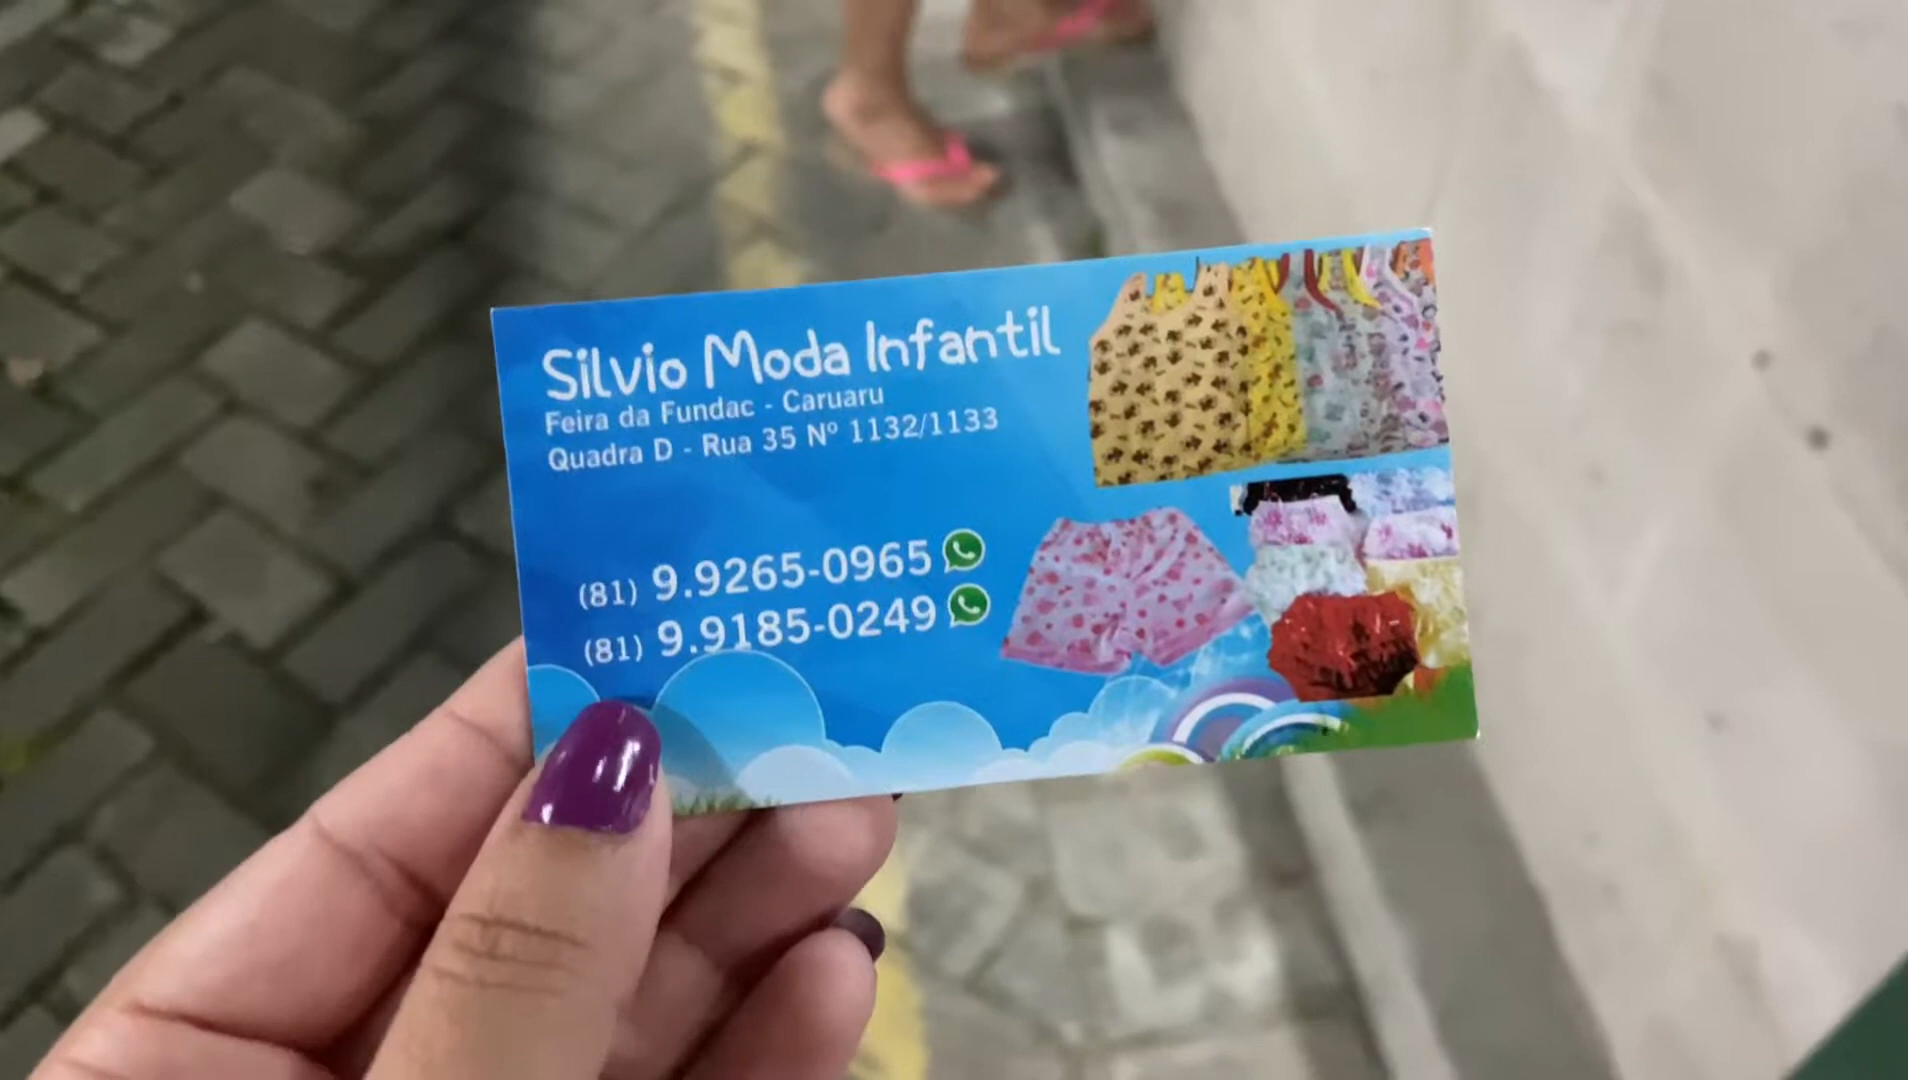 Silvio Moda Infantil
Feira da Fundac - Caruaru
Quadra D - Rua 35 Nº 1132/1133
(81) 9.9265-0965
(81) 9.9185-0249